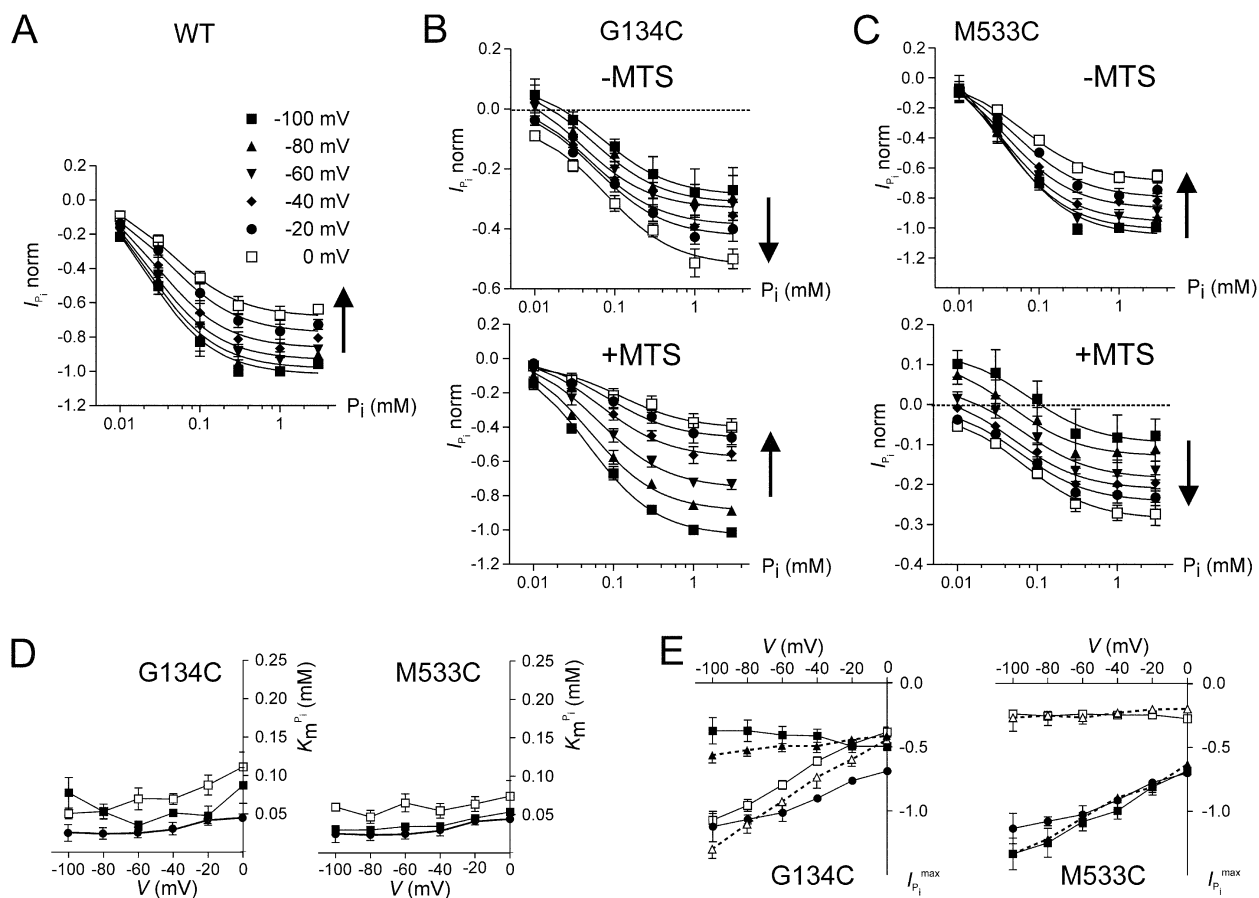 A
WT
-100 mV
-80 mV
-60 mV
-40 mV
-20 mV
0 mV
0.2
0.0
-0.2
-0.4
-0.6
-0.8
-1.0
-1.2
IPi norm
0.01
0.1
1
Pi (mM)
B
G134C
-MTS
0.2
0.0
-0.2
-0.4
-0.6
IPi norm
0.01
0.1
1
Pi (mM)
+MTS
0.2
0.0
-0.2
-0.4
-0.6
-0.8
-1.0
-1.2
IPi norm
0.01
0.1
1
Pi (mM)
C
M533C
-MTS
0.2
0.0
-0.2
-0.4
-0.6
-0.8
-1.0
-1.2
IPi norm
0.01
0.1
1
Pi (mM)
+MTS
0.2
0.1
0.0
-0.1
-0.2
-0.3
-0.4
IPi norm
0.01
0.1
1
Pi (mM)
D
G134C
0.25
0.20
0.15
0.10
0.05
KmPi (mM)
-100 -80 -60 -40 -20 0
V (mV)
M533C
0.25
0.20
0.15
0.10
0.05
KmPi (mM)
-100 -80 -60 -40 -20 0
V (mV)
E
V (mV)
-100 -80 -60 -40 -20 0
0.0
-0.5
-1.0
G134C
IPimax
V (mV)
-100 -80 -60 -40 -20 0
0.0
-0.5
-1.0
M533C
IPimax